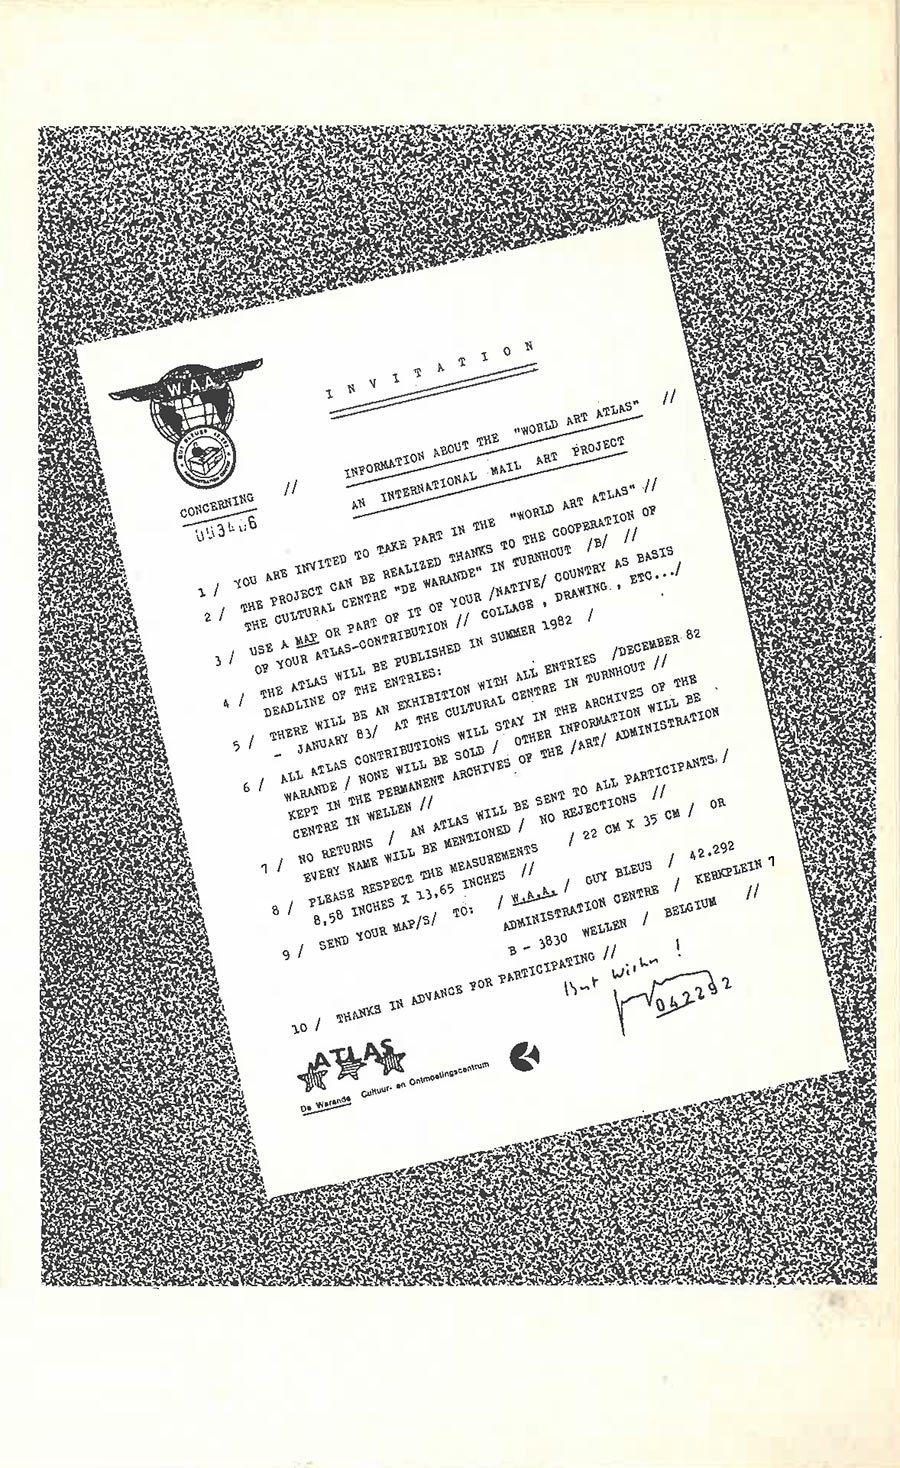 W.A.A.
I N V I T A T I O N
CONCERNING // INFORMATION ABOUT THE "WORLD ART ATLAS" //
AN INTERNATIONAL MAIL ART PROJECT
1 / YOU ARE INVITED TO TAKE PART IN THE "WORLD ART ATLAS" //
2 / THE PROJECT CAN BE REALIZED THANKS TO THE COOPERATION OF
THE CULTURAL CENTRE "DE WARANDE" IN TURNHOUT /B/ //
3 / USE A MAP OR PART OF IT OF YOUR /NATIVE/ COUNTRY AS BASIS
OF YOUR ATLAS-CONTRIBUTION // COLLAGE , DRAWING , ETC.../
4 / THE ATLAS WILL BE PUBLISHED IN SUMMER 1982 /
DEADLINE OF THE ENTRIES:
5 / THERE WILL BE AN EXHIBITION WITH ALL ENTRIES /DECEMBER 82
- JANUARY 83/ AT THE CULTURAL CENTRE IN TURNHOUT //
6 / ALL ATLAS CONTRIBUTIONS WILL STAY IN THE ARCHIVES OF THE
WARANDE / NONE WILL BE SOLD / OTHER INFORMATION WILL BE
KEPT IN THE PERMANENT ARCHIVES OF THE /ART/ ADMINISTRATION
CENTRE IN WELLEN //
7 / NO RETURNS / AN ATLAS WILL BE SENT TO ALL PARTICIPANTS /
EVERY NAME WILL BE MENTIONED / NO REJECTIONS //
8 / PLEASE RESPECT THE MEASUREMENTS / 22 CM X 35 CM / OR
8,58 INCHES X 13,65 INCHES //
9 / SEND YOUR MAP/S/ TO: / W.A.A. / GUY BLEUS / 42.292
ADMINISTRATION CENTRE / KERKPLEIN 7
B - 3830 WELLEN / BELGIUM //
10 / THANKS IN ADVANCE FOR PARTICIPATING //
Best Wishes !
042292
ATLAS
De Warande Cultuur- en Ontmoetingscentrum